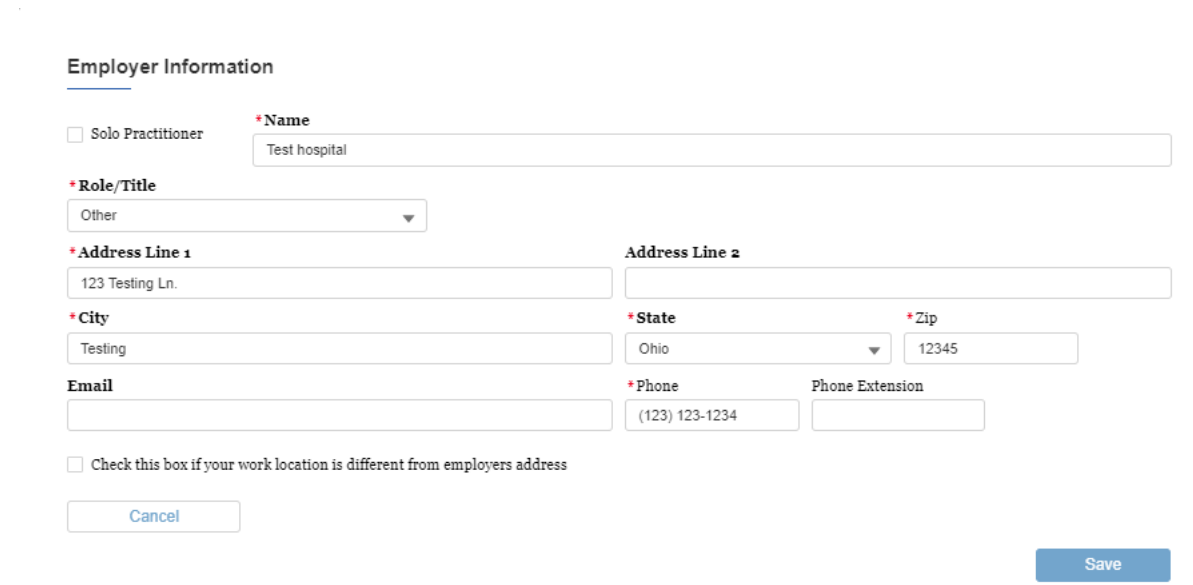 Employer Information
Solo Practitioner
*Name
Test hospital
*Role/Title
Other
*Address Line 1
Address Line 2
123 Testing Ln.
*City
*State
*Zip
Testing
Ohio
12345
Email
*Phone
Phone Extension
(123) 123-1234
Check this box if your work location is different from employers address
Cancel
Save